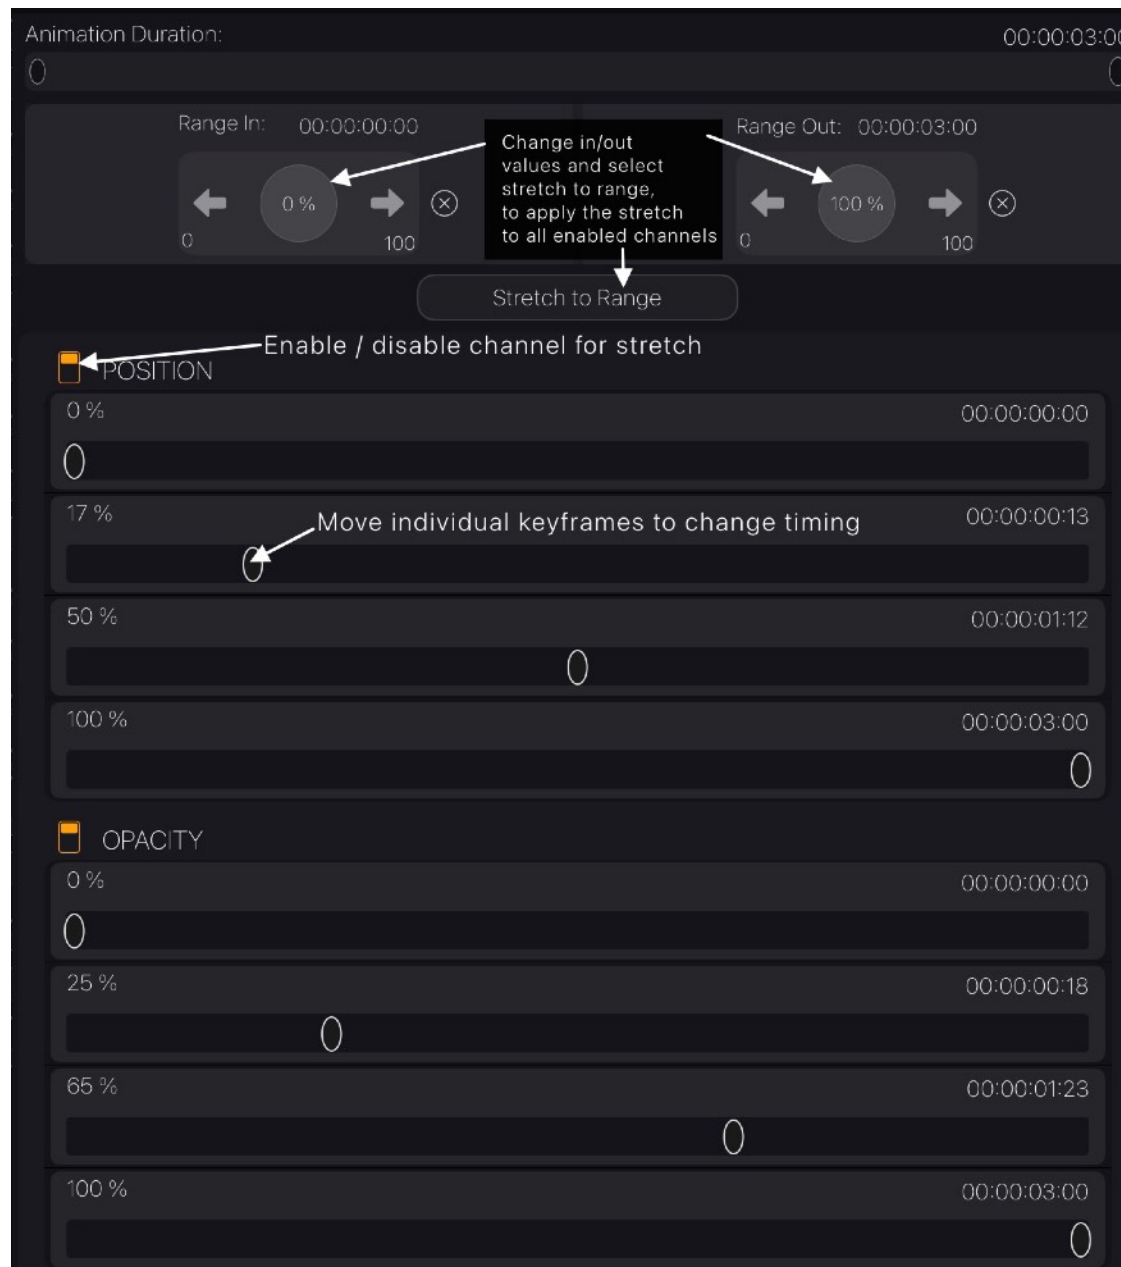 Animation Duration:
00:00:03:00
Range In: 00:00:00:00
Range Out: 00:00:03:00
Change in/out
values and select
stretch to range,
to apply the stretch
to all enabled channels
0 %
0
100
100 %
0
100
Stretch to Range
Enable / disable channel for stretch
POSITION
0 %
00:00:00:00
17 %
Move individual keyframes to change timing
00:00:00:13
50 %
00:00:01:12
100 %
00:00:03:00
OPACITY
0 %
00:00:00:00
25 %
00:00:00:18
65 %
00:00:01:23
100 %
00:00:03:00